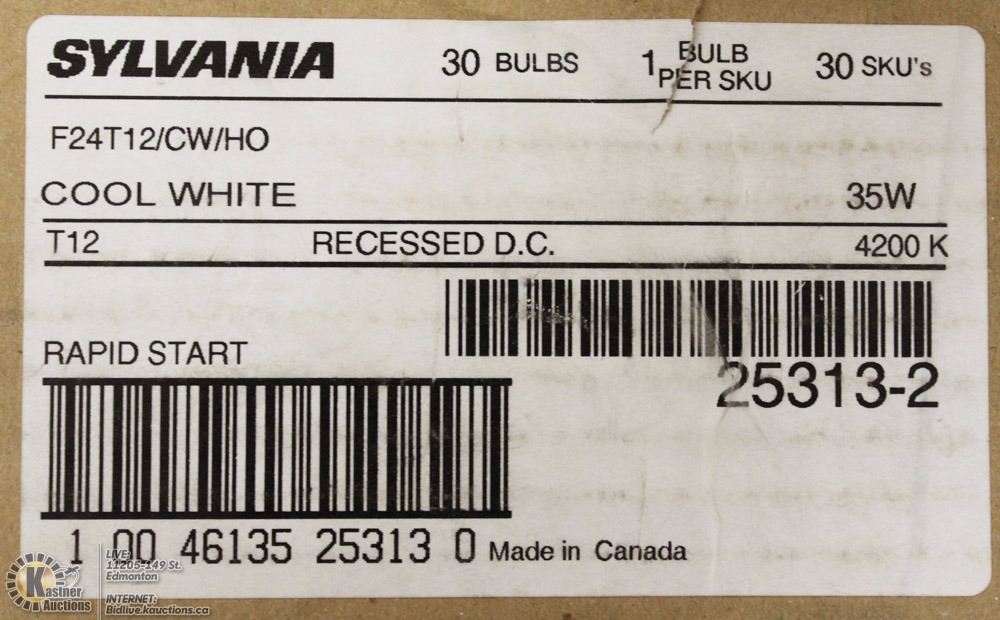 SYLVANIA 30 BULBS 1 BULB PER SKU 30 SKU's
F24T12/CW/HO
COOL WHITE 35W
T12 RECESSED D.C. 4200 K
RAPID START
25313-2
1 00 46135 25313 0 Made in Canada
Kastner Auctions
LIVE:
11205-149 St.
Edmonton
INTERNET:
Bidlive.kauctions.ca